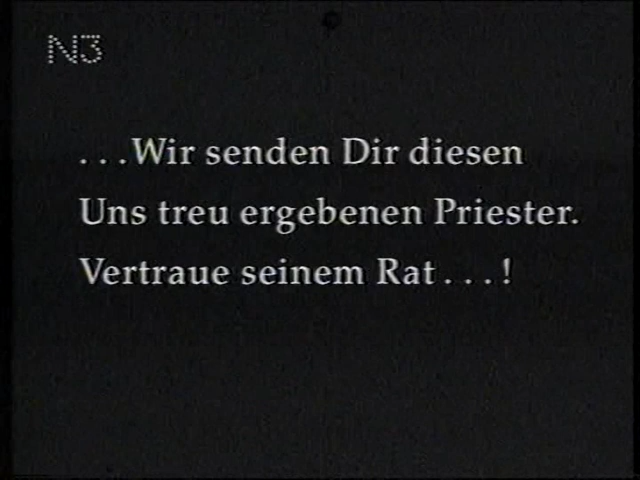 N3
...Wir senden Dir diesen
Uns treu ergebenen Priester.
Vertraue seinem Rat...!